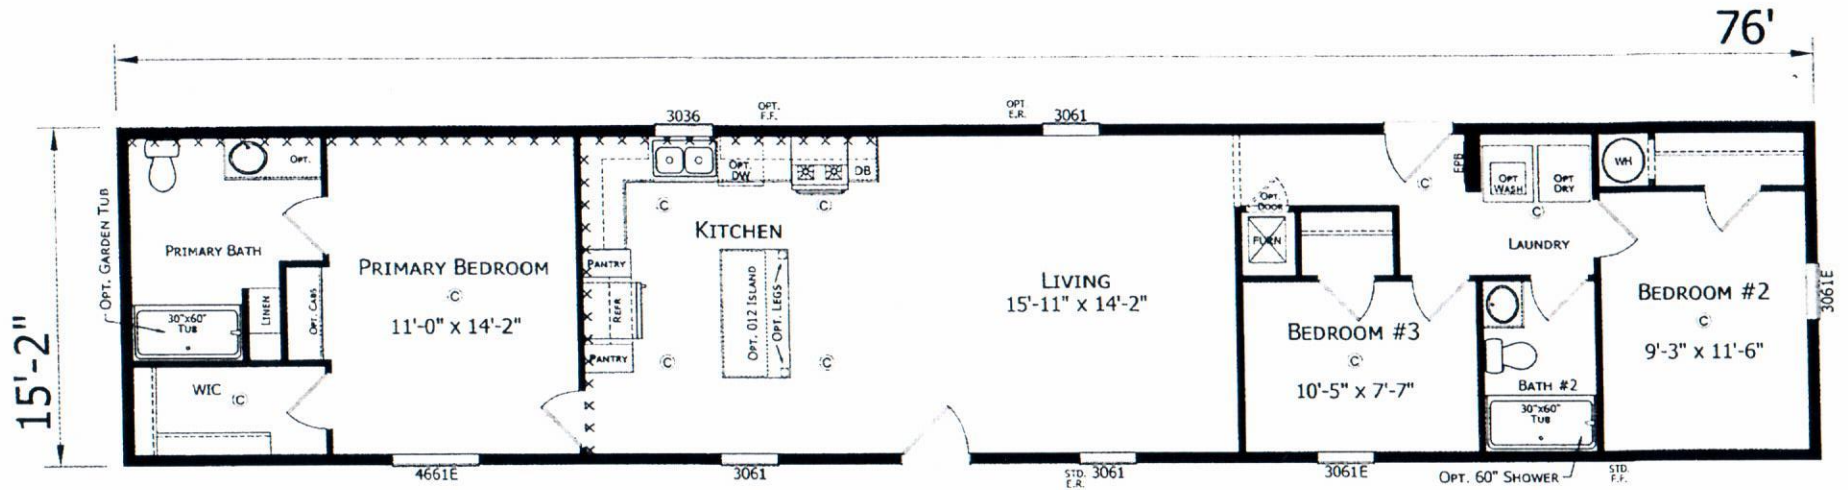 76'
15'-2"
3036
OPT.
F.F.
OPT
E.R.
3061
OPT. GARDEN TUB
OPT.
PRIMARY BATH
30"x60"
TUB
LINEN
OPT. CABS
WIC
C
PRIMARY BEDROOM
C
11'-0" x 14'-2"
4661E
OPT.
DW
DB
C
C
KITCHEN
PANTRY
REFR
PANTRY
OPT. 012 ISLAND
OPT. LEGS
C
C
3061
LIVING
15'-11" x 14'-2"
STD.
E.R.
3061
OPT.
DOOR
FURN
EPB
C
OPT
WASH
OPT
DRY
C
LAUNDRY
WH
BEDROOM #3
C
10'-5" x 7'-7"
3061E
BATH #2
30"x60"
TUB
OPT. 60" SHOWER
STD.
F.F.
BEDROOM #2
C
9'-3" x 11'-6"
3061E